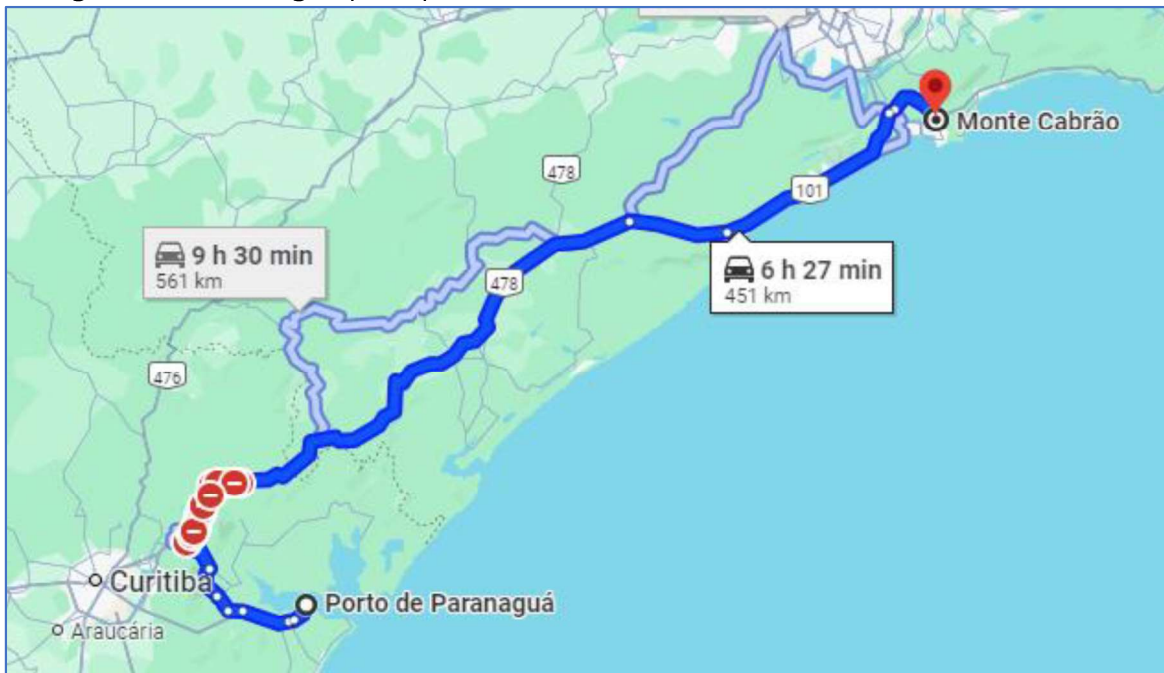 Monte Cabrão
478
101
9 h 30 min
561 km
6 h 27 min
451 km
478
476
Curitiba
Porto de Paranaguá
Araucária